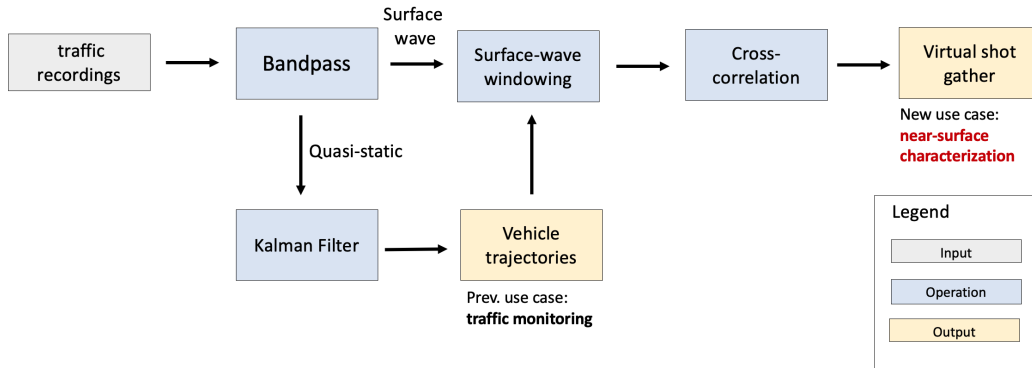 traffic
recordings
Bandpass
Surface
wave
Surface-wave
windowing
Cross-
correlation
Virtual shot
gather
New use case:
near-surface
characterization
Quasi-static
Kalman Filter
Vehicle
trajectories
Prev. use case:
traffic monitoring
Legend
Input
Operation
Output